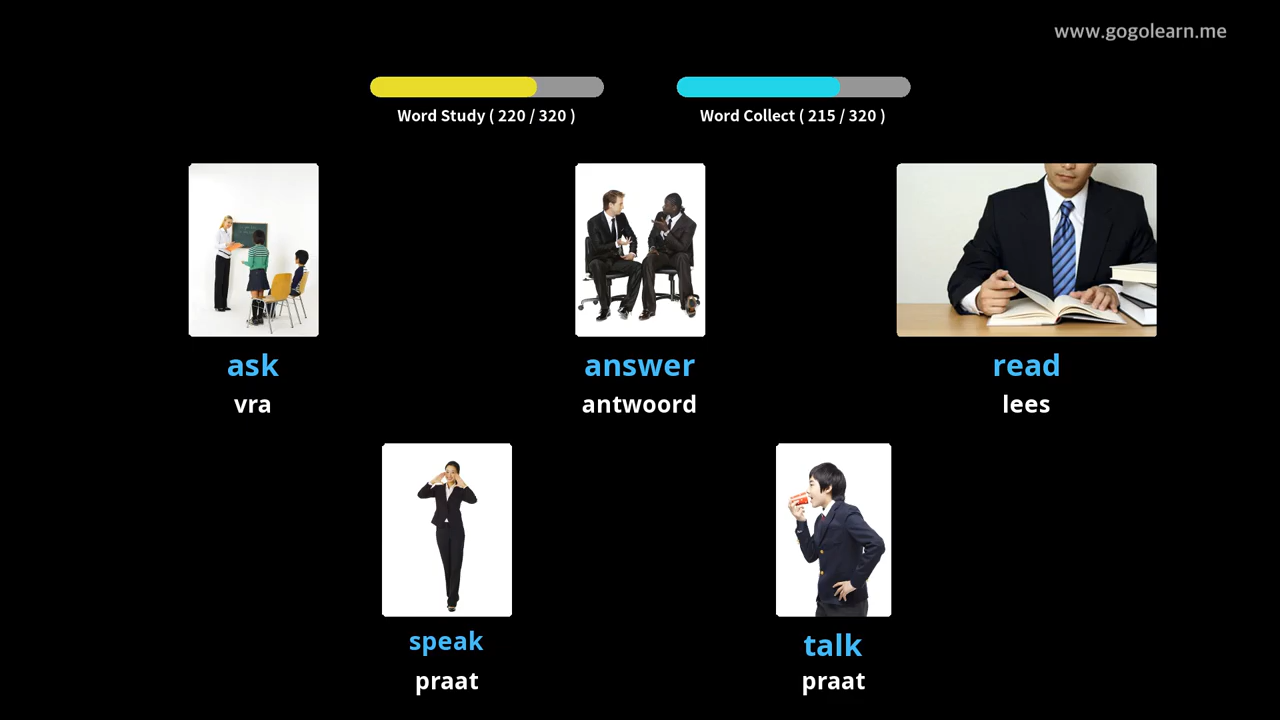 www.gogolearn.me
Word Study ( 220 / 320 )
Word Collect ( 215 / 320 )
ask
vra
answer
antwoord
read
lees
speak
praat
talk
praat